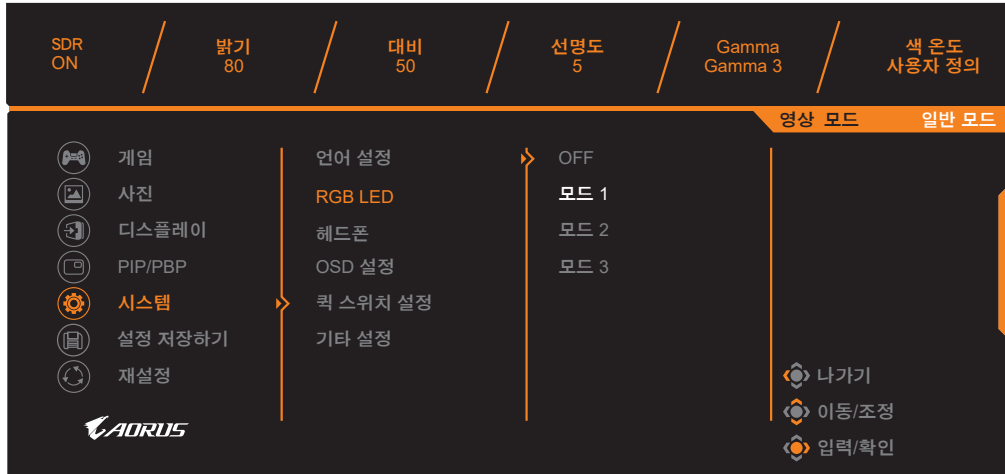 SDR
ON
밝기
80
대비
50
선명도
5
Gamma
Gamma 3
색 온도
사용자 정의
영상 모드 일반 모드
게임
사진
디스플레이
PIP/PBP
시스템
설정 저장하기
재설정
언어 설정
RGB LED
헤드폰
OSD 설정
퀵 스위치 설정
기타 설정
OFF
모드 1
모드 2
모드 3
나가기
이동/조정
입력/확인
AORUS